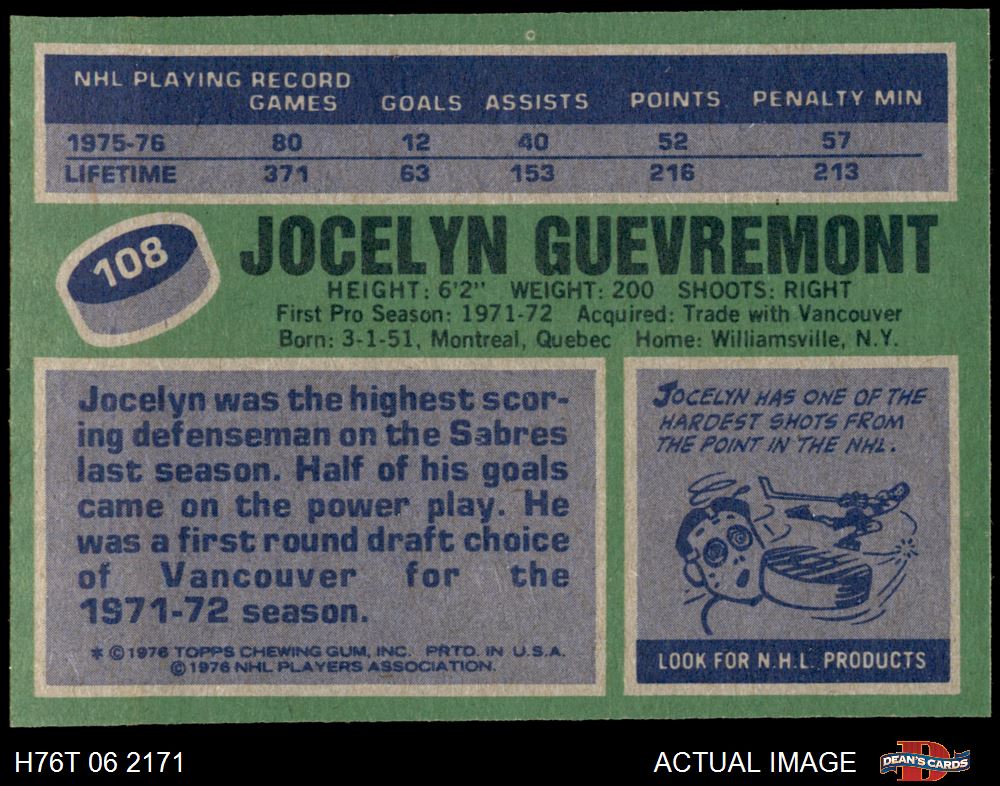 NHL PLAYING RECORD
GAMES GOALS ASSISTS POINTS PENALTY MIN
1975-76 80 12 40 52 57
LIFETIME 371 63 153 216 213
108
JOCELYN GUEVREMONT
HEIGHT: 6'2" WEIGHT: 200 SHOOTS: RIGHT
First Pro Season: 1971-72 Acquired: Trade with Vancouver
Born: 3-1-51, Montreal, Quebec Home: Williamsville, N.Y.
Jocelyn was the highest scor-
ing defenseman on the Sabres
last season. Half of his goals
came on the power play. He
was a first round draft choice
of Vancouver for the
1971-72 season.
* © 1976 TOPPS CHEWING GUM, INC. PRTD. IN U.S.A.
© 1976 NHL PLAYERS ASSOCIATION.
JOCELYN HAS ONE OF THE
HARDEST SHOTS FROM
THE POINT IN THE NHL.
LOOK FOR N.H.L. PRODUCTS
H76T 06 2171
ACTUAL IMAGE
D
DEAN'S CARDS